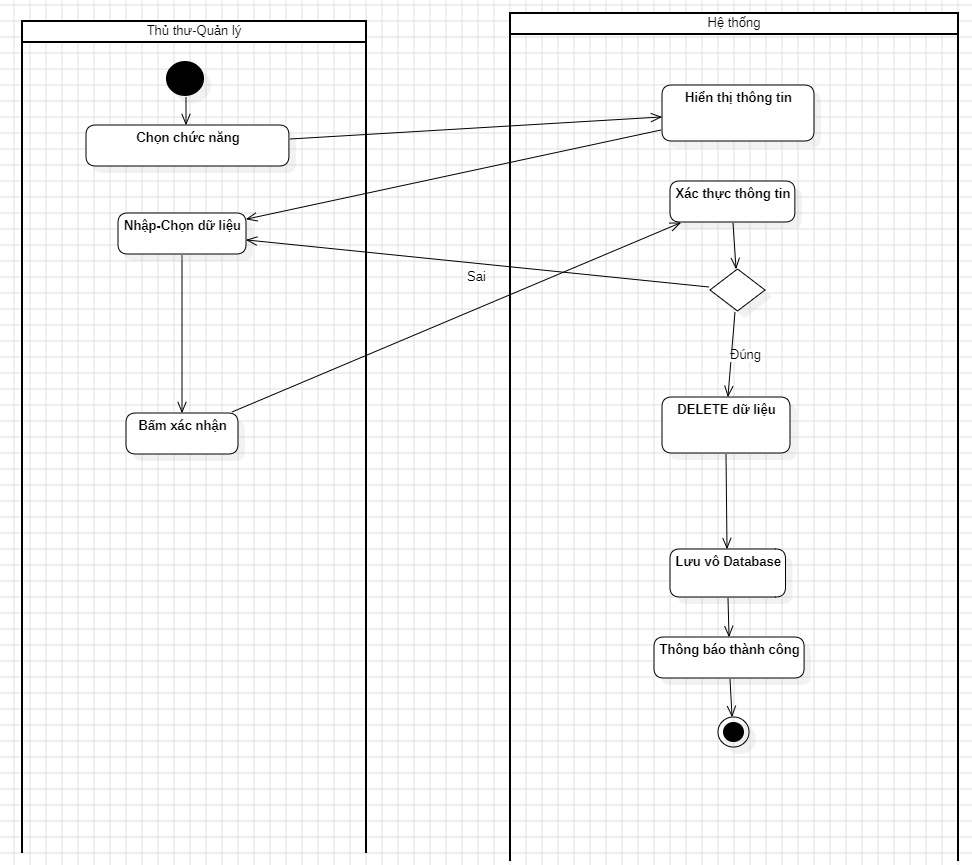 Thủ thư-Quản lý
Hệ thống
Chọn chức năng
Hiển thị thông tin
Xác thực thông tin
Nhập-Chọn dữ liệu
Sai
Đúng
DELETE dữ liệu
Bấm xác nhận
Lưu vô Database
Thông báo thành công